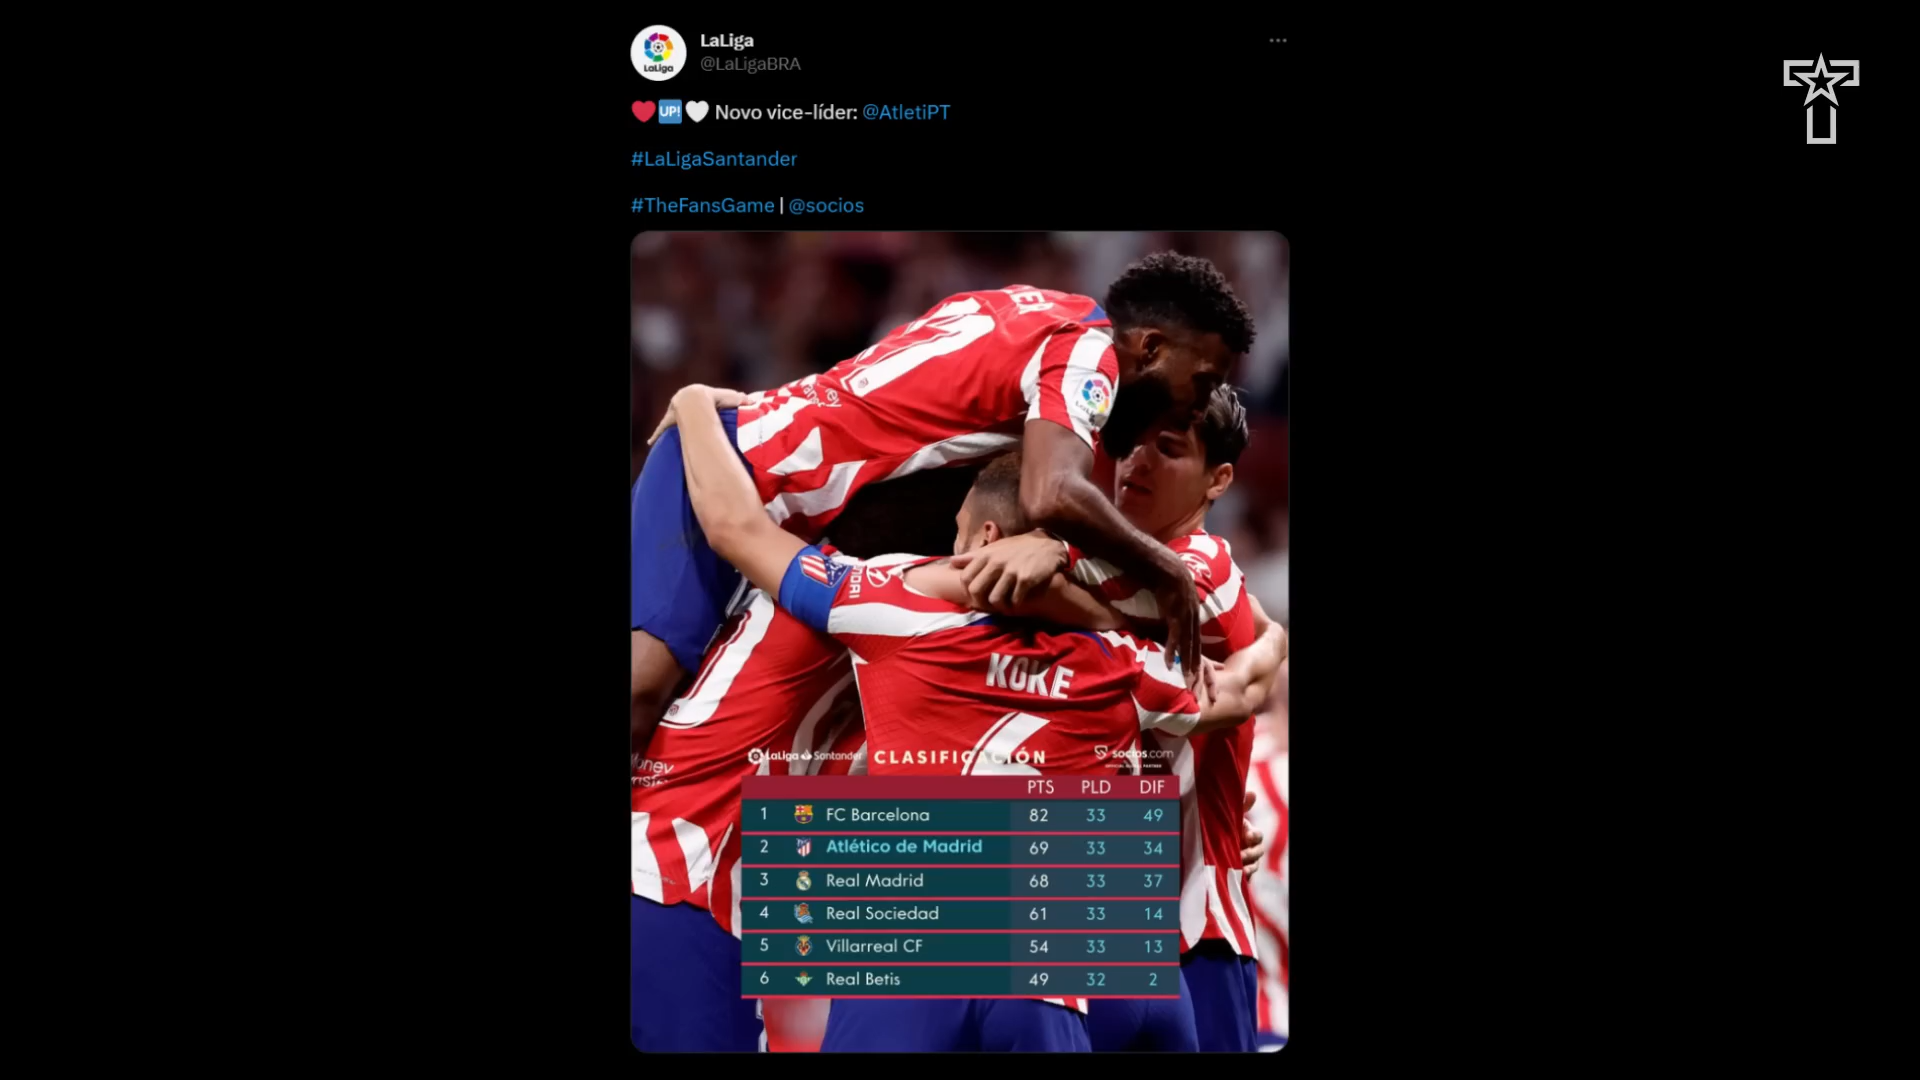 LaLiga
@LaLigaBRA
❤️🆙🤍 Novo vice-líder: @AtletiPT
#LaLigaSantander
#TheFansGame | @socios
LaLiga
KOKE
6
LaLiga Santander CLASIFICACIÓN socios.com
PTS PLD DIF
1 FC Barcelona 82 33 49
2 Atlético de Madrid 69 33 34
3 Real Madrid 68 33 37
4 Real Sociedad 61 33 14
5 Villarreal CF 54 33 13
6 Real Betis 49 32 2